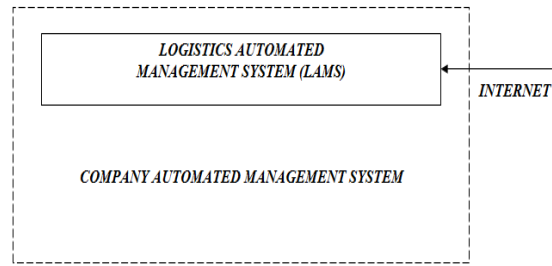 LOGISTICS AUTOMATED
MANAGEMENT SYSTEM (LAMS)
INTERNET
COMPANY AUTOMATED MANAGEMENT SYSTEM